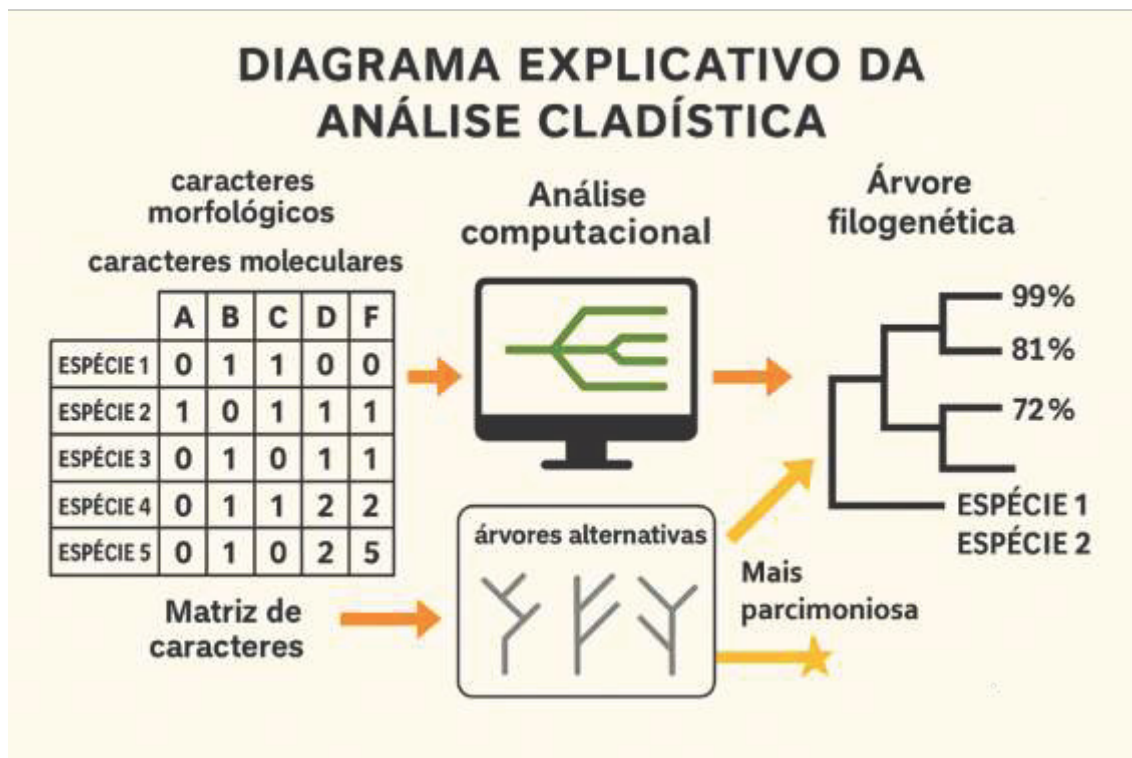 DIAGRAMA EXPLICATIVO DA
ANÁLISE CLADÍSTICA
caracteres
morfológicos
caracteres moleculares
A B C D F
ESPÉCIE 1 0 1 1 0 0
ESPÉCIE 2 1 0 1 1 1
ESPÉCIE 3 0 1 0 1 1
ESPÉCIE 4 0 1 1 2 2
ESPÉCIE 5 0 1 0 2 5
Matriz de
caracteres
Análise
computacional
árvores alternativas
Mais
parcimoniosa
Árvore
filogenética
99%
81%
72%
ESPÉCIE 1
ESPÉCIE 2